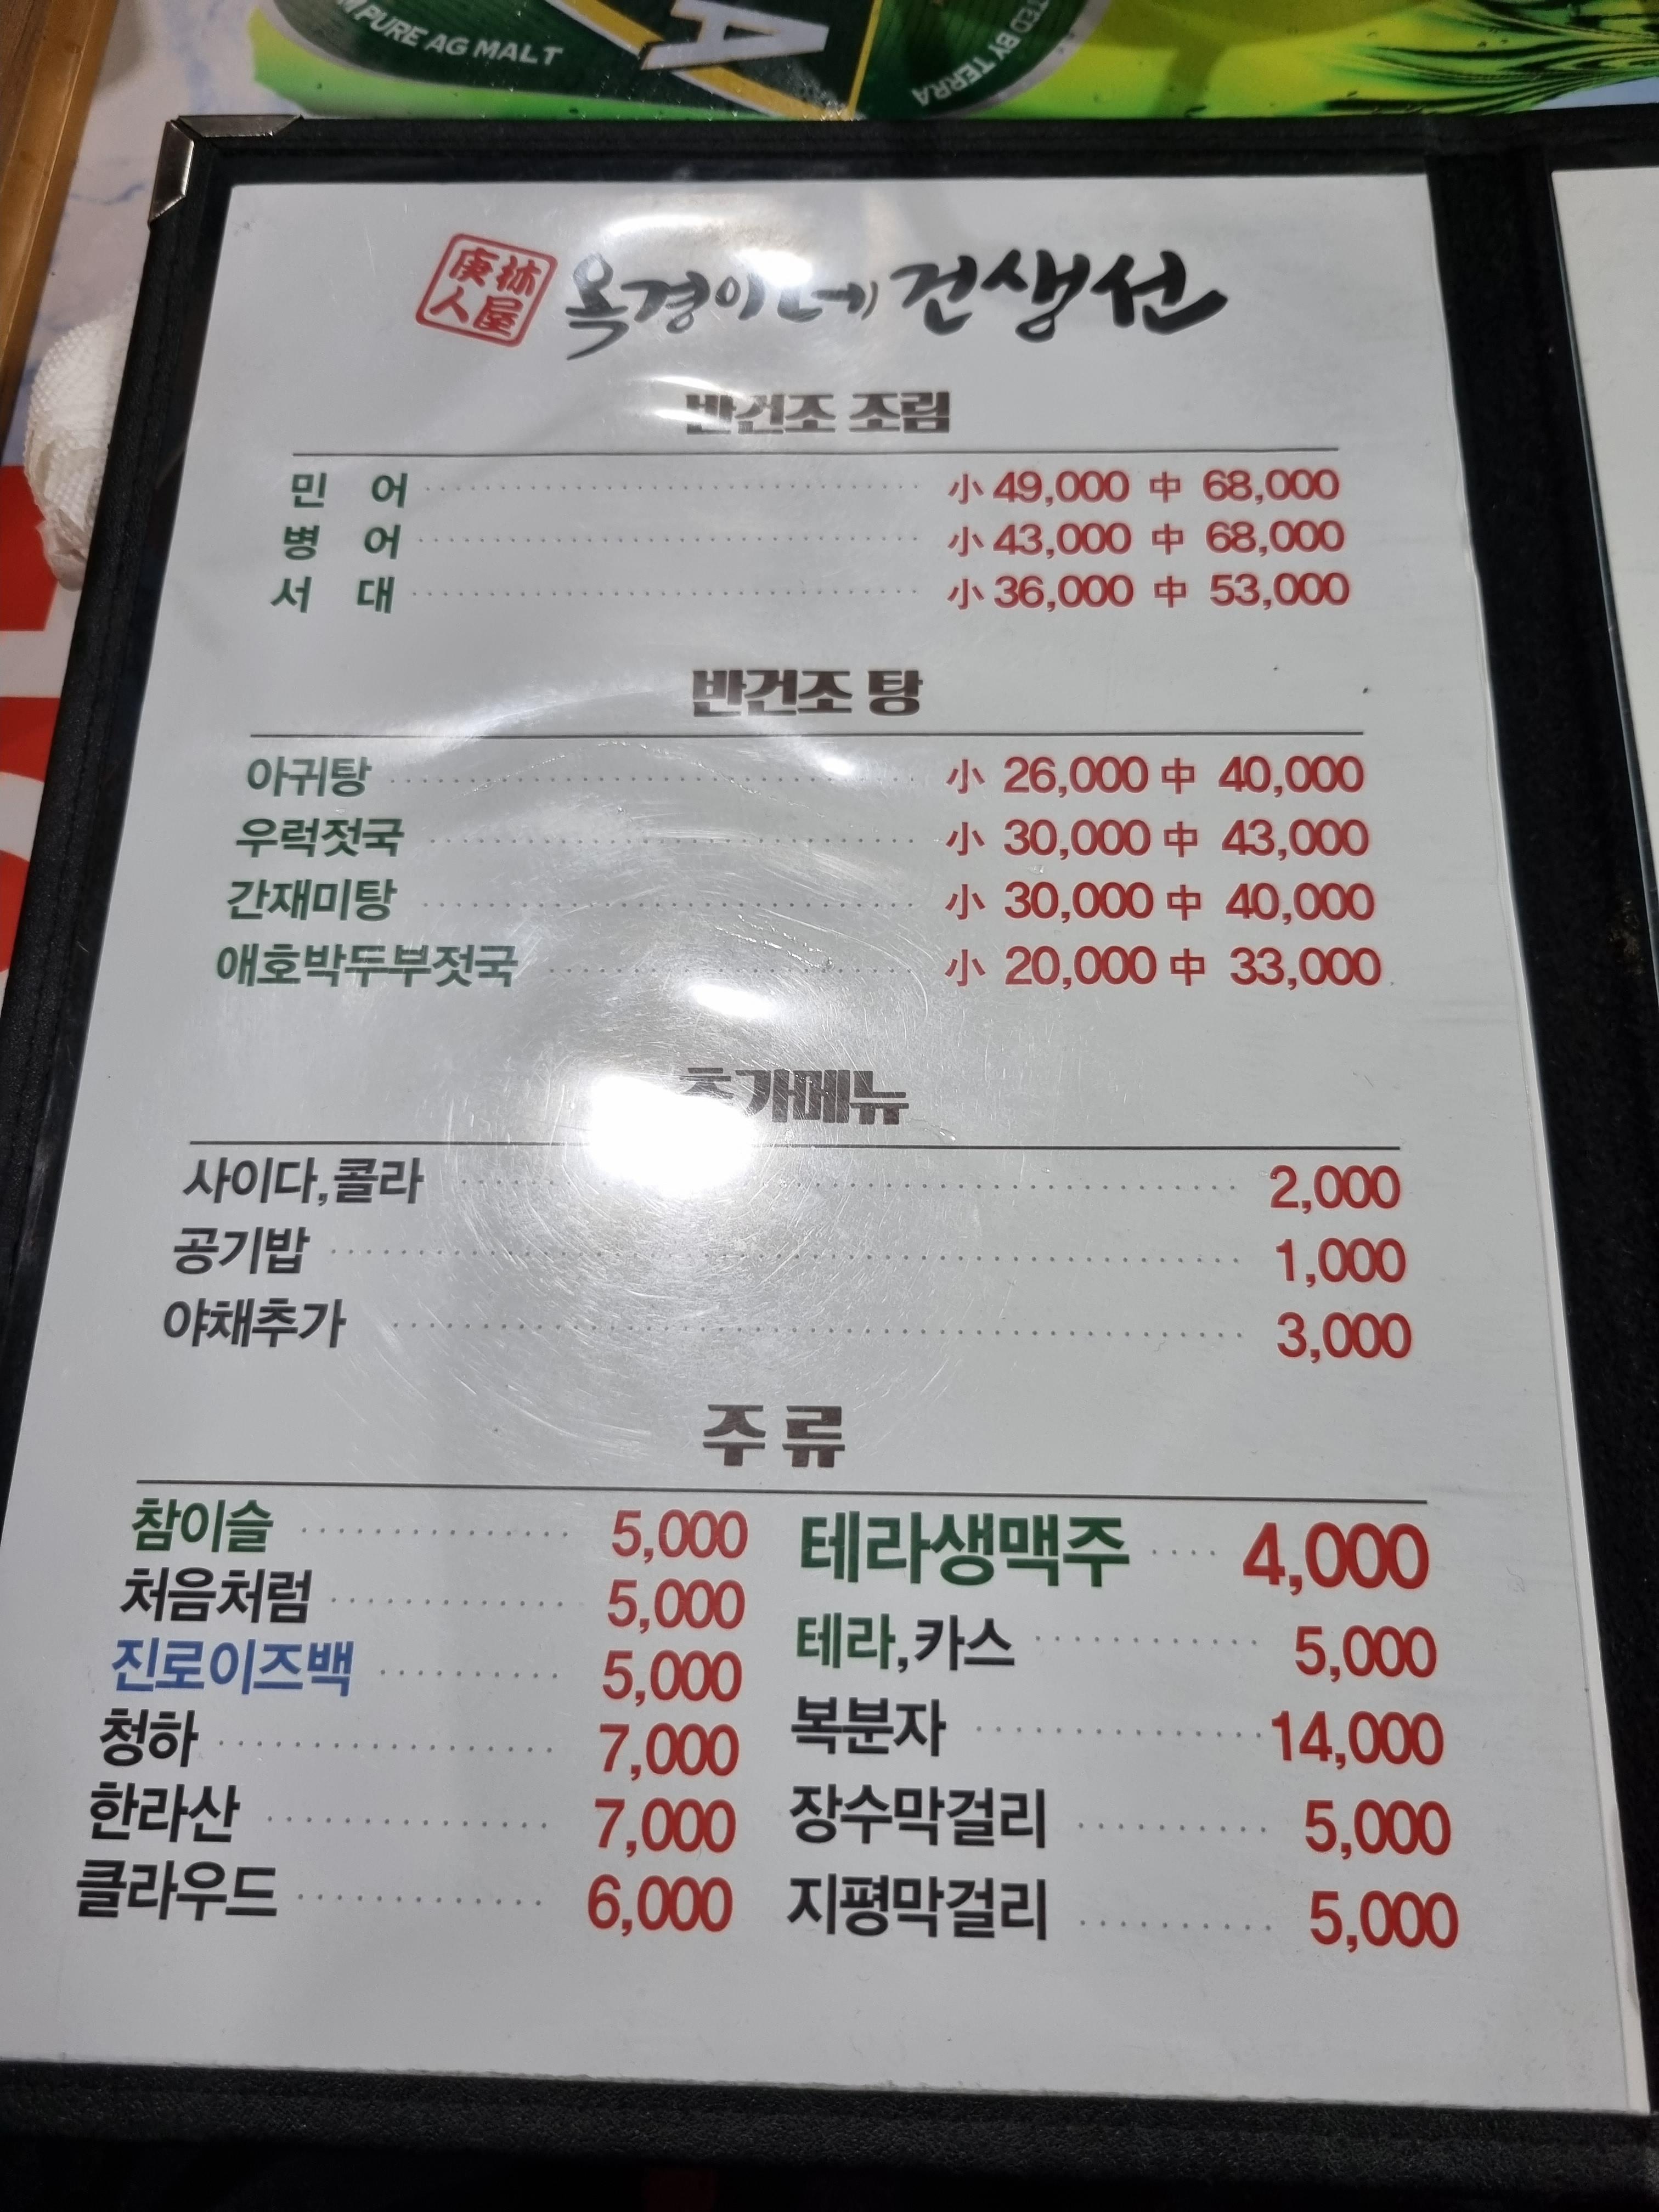 PURE AG MALT
TED BY TERRA
A
庚林
人屋
옥경이네 건생선
반건조 조림
민 어 小 49,000 中 68,000
병 어 小 43,000 中 68,000
서 대 小 36,000 中 53,000
반건조 탕
아귀탕 小 26,000 中 40,000
우럭젓국 小 30,000 中 43,000
간재미탕 小 30,000 中 40,000
애호박두부젓국 小 20,000 中 33,000
추가메뉴
사이다,콜라 2,000
공기밥 1,000
야채추가 3,000
주 류
참이슬 5,000 테라생맥주 4,000
처음처럼 5,000 테라,카스 5,000
진로이즈백 5,000 복분자 14,000
청하 7,000 장수막걸리 5,000
한라산 7,000 지평막걸리 5,000
클라우드 6,000